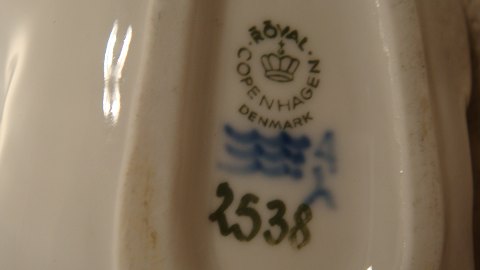 ROYAL
COPENHAGEN
DENMARK
2538